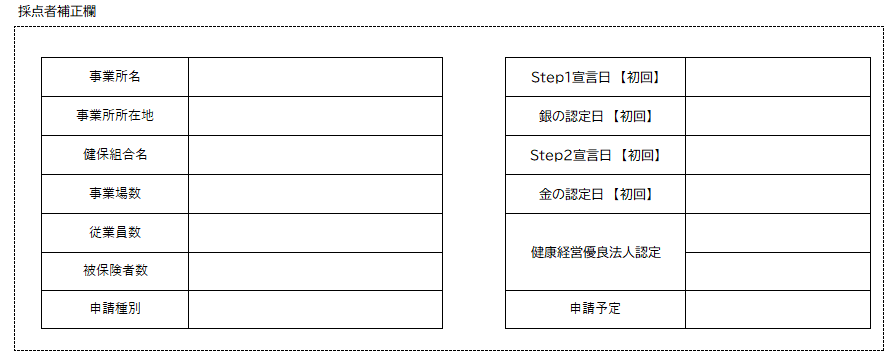 採点者補正欄
事業所名
事業所所在地
健保組合名
事業場数
従業員数
被保険者数
申請種別
Step1宣言日【初回】
銀の認定日【初回】
Step2宣言日【初回】
金の認定日【初回】
健康経営優良法人認定
申請予定